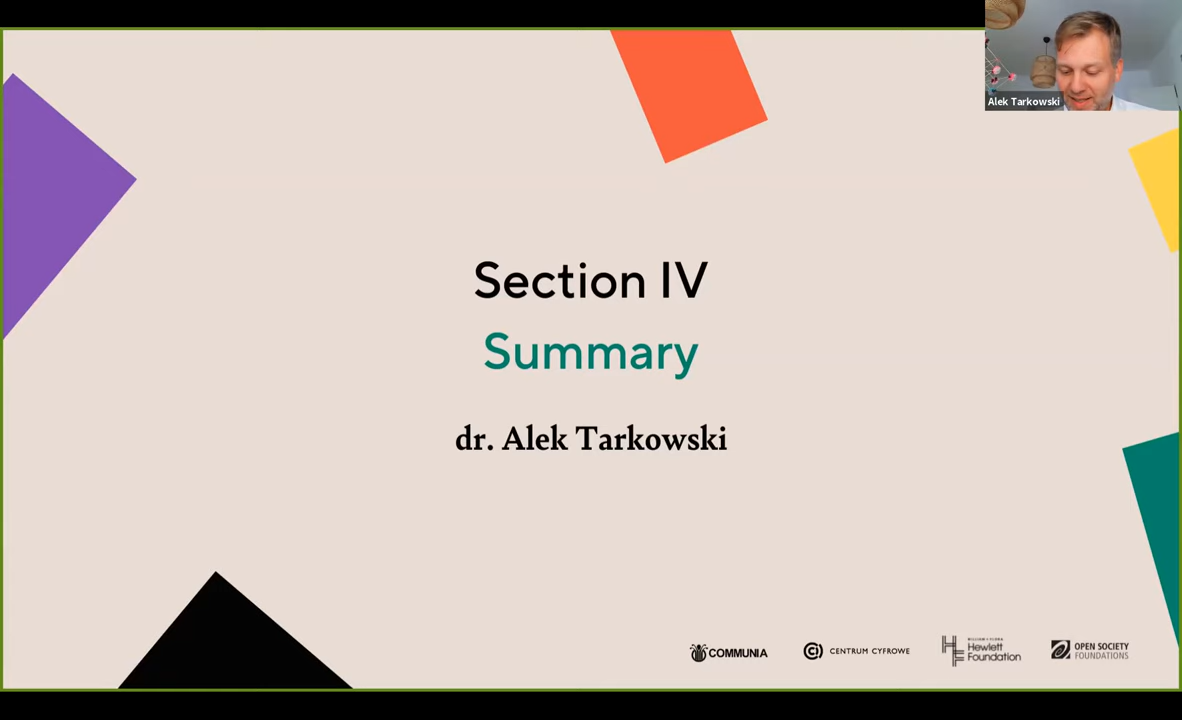 Alek Tarkowski
Section IV
Summary
dr. Alek Tarkowski
COMMUNIA
CENTRUM CYFROWE
Hewlett
Foundation
OPEN SOCIETY
FOUNDATIONS